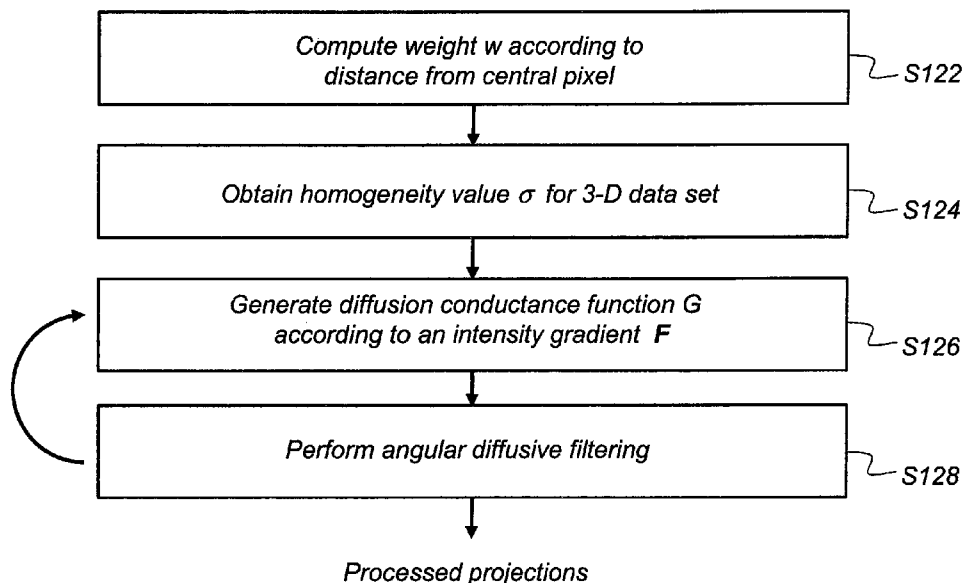 Compute weight w according to
distance from central pixel
S122
Obtain homogeneity value σ for 3-D data set
S124
Generate diffusion conductance function G
according to an intensity gradient F
S126
Perform angular diffusive filtering
S128
Processed projections